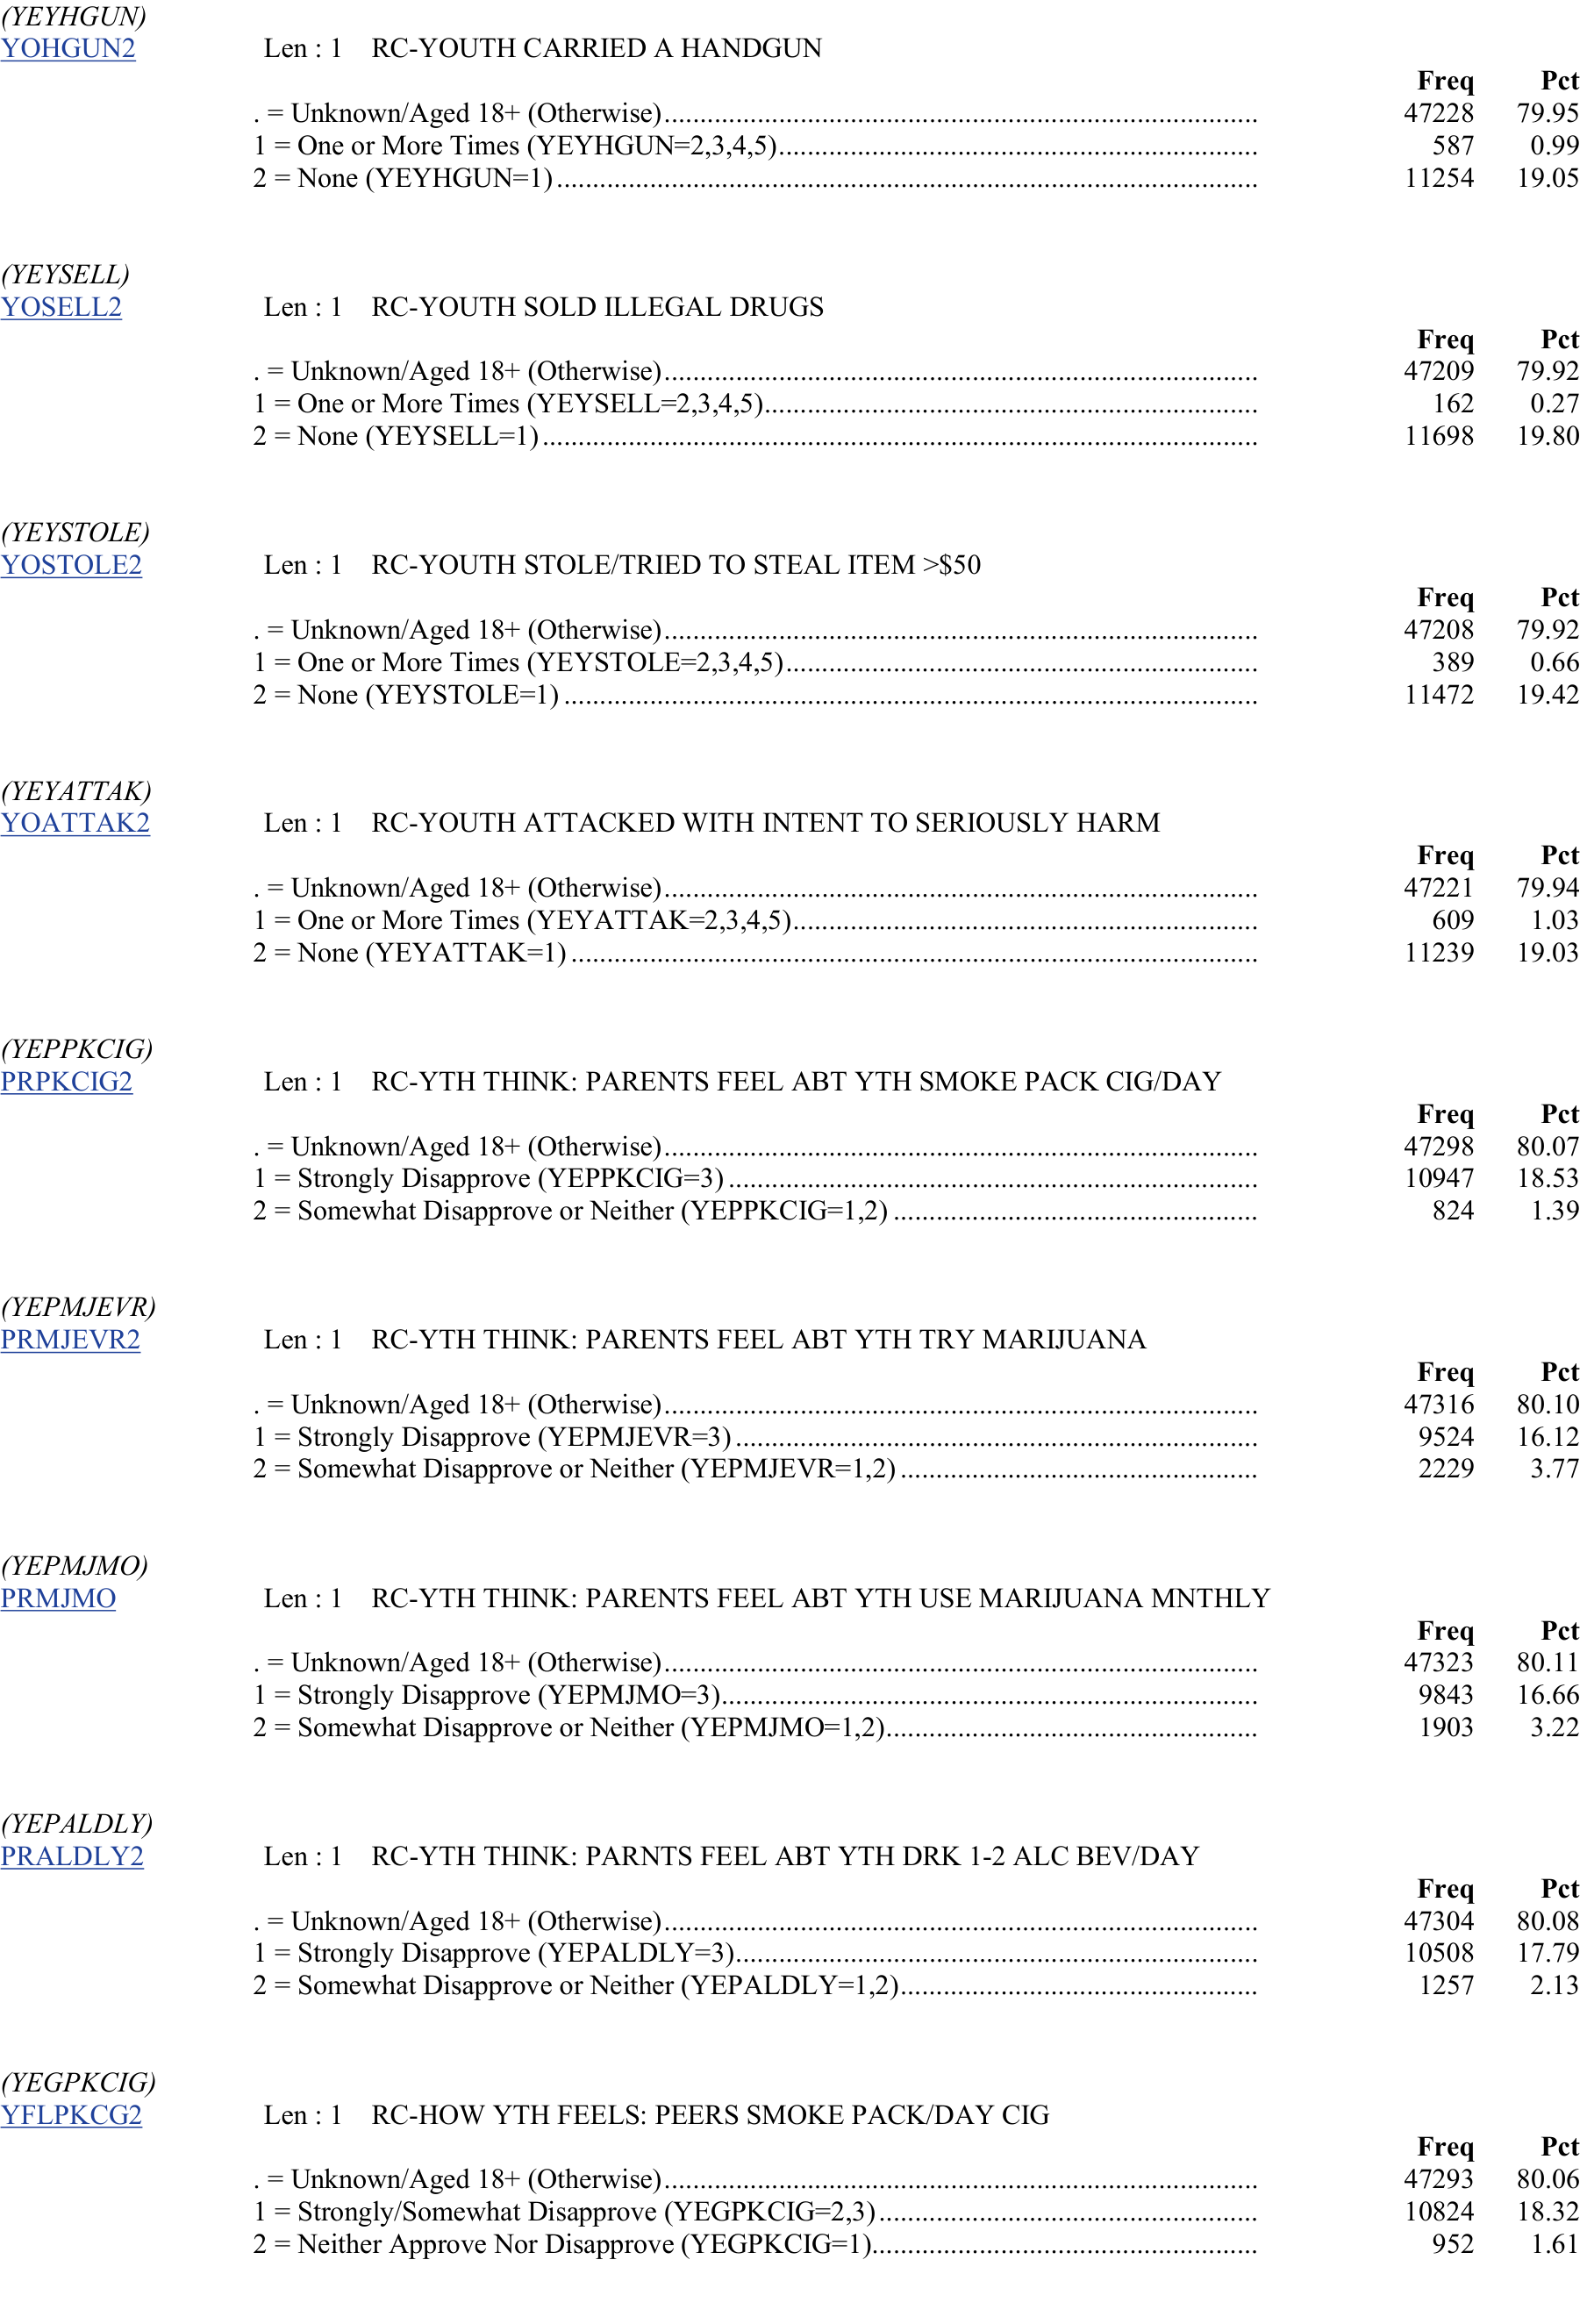 (YEYHGUN)
YOHGUN2 Len : 1 RC-YOUTH CARRIED A HANDGUN
Freq Pct
. = Unknown/Aged 18+ (Otherwise)................................................................................... 47228 79.95
1 = One or More Times (YEYHGUN=2,3,4,5)................................................................... 587 0.99
2 = None (YEYHGUN=1).................................................................................................. 11254 19.05
(YEYSELL)
YOSELL2 Len : 1 RC-YOUTH SOLD ILLEGAL DRUGS
Freq Pct
. = Unknown/Aged 18+ (Otherwise)................................................................................... 47209 79.92
1 = One or More Times (YEYSELL=2,3,4,5)..................................................................... 162 0.27
2 = None (YEYSELL=1).................................................................................................... 11698 19.80
(YEYSTOLE)
YOSTOLE2 Len : 1 RC-YOUTH STOLE/TRIED TO STEAL ITEM >$50
Freq Pct
. = Unknown/Aged 18+ (Otherwise)................................................................................... 47208 79.92
1 = One or More Times (YEYSTOLE=2,3,4,5).................................................................. 389 0.66
2 = None (YEYSTOLE=1)................................................................................................. 11472 19.42
(YEYATTAK)
YOATTAK2 Len : 1 RC-YOUTH ATTACKED WITH INTENT TO SERIOUSLY HARM
Freq Pct
. = Unknown/Aged 18+ (Otherwise)................................................................................... 47221 79.94
1 = One or More Times (YEYATTAK=2,3,4,5)................................................................. 609 1.03
2 = None (YEYATTAK=1)................................................................................................ 11239 19.03
(YEPPKCIG)
PRPKCIG2 Len : 1 RC-YTH THINK: PARENTS FEEL ABT YTH SMOKE PACK CIG/DAY
Freq Pct
. = Unknown/Aged 18+ (Otherwise)................................................................................... 47298 80.07
1 = Strongly Disapprove (YEPPKCIG=3).......................................................................... 10947 18.53
2 = Somewhat Disapprove or Neither (YEPPKCIG=1,2)................................................... 824 1.39
(YEPMJEVR)
PRMJEVR2 Len : 1 RC-YTH THINK: PARENTS FEEL ABT YTH TRY MARIJUANA
Freq Pct
. = Unknown/Aged 18+ (Otherwise)................................................................................... 47316 80.10
1 = Strongly Disapprove (YEPMJEVR=3)......................................................................... 9524 16.12
2 = Somewhat Disapprove or Neither (YEPMJEVR=1,2).................................................. 2229 3.77
(YEPMJMO)
PRMJMO Len : 1 RC-YTH THINK: PARENTS FEEL ABT YTH USE MARIJUANA MNTHLY
Freq Pct
. = Unknown/Aged 18+ (Otherwise)................................................................................... 47323 80.11
1 = Strongly Disapprove (YEPMJMO=3)........................................................................... 9843 16.66
2 = Somewhat Disapprove or Neither (YEPMJMO=1,2).................................................... 1903 3.22
(YEPALDLY)
PRALDLY2 Len : 1 RC-YTH THINK: PARNTS FEEL ABT YTH DRK 1-2 ALC BEV/DAY
Freq Pct
. = Unknown/Aged 18+ (Otherwise)................................................................................... 47304 80.08
1 = Strongly Disapprove (YEPALDLY=3)......................................................................... 10508 17.79
2 = Somewhat Disapprove or Neither (YEPALDLY=1,2).................................................. 1257 2.13
(YEGPKCIG)
YFLPKCG2 Len : 1 RC-HOW YTH FEELS: PEERS SMOKE PACK/DAY CIG
Freq Pct
. = Unknown/Aged 18+ (Otherwise)................................................................................... 47293 80.06
1 = Strongly/Somewhat Disapprove (YEGPKCIG=2,3)..................................................... 10824 18.32
2 = Neither Approve Nor Disapprove (YEGPKCIG=1)...................................................... 952 1.61